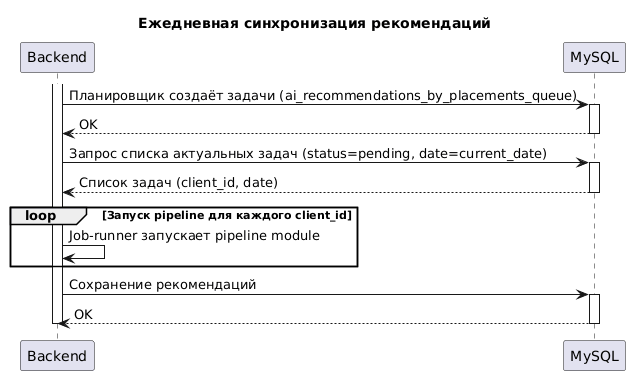 Ежедневная синхронизация рекомендаций
Backend
MySQL
Планировщик создаёт задачи (ai_recommendations_by_placements_queue)
OK
Запрос списка актуальных задач (status=pending, date=current_date)
Список задач (client_id, date)
loop
[Запуск pipeline для каждого client_id]
Job-runner запускает pipeline module
Сохранение рекомендаций
OK
Backend
MySQL